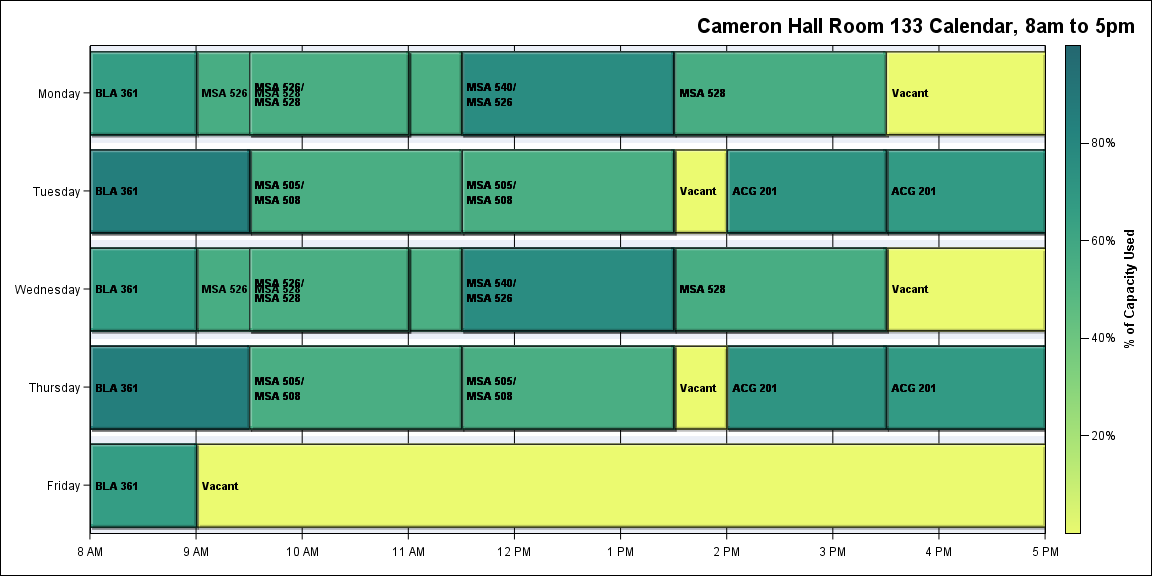 Cameron Hall Room 133 Calendar, 8am to 5pm
Monday
BLA 361
MSA 526
MSA 526/
MSA 528
MSA 528
MSA 540/
MSA 526
MSA 528
Vacant
Tuesday
BLA 361
MSA 505/
MSA 508
MSA 505/
MSA 508
Vacant
ACG 201
ACG 201
Wednesday
BLA 361
MSA 526
MSA 526/
MSA 528
MSA 528
MSA 540/
MSA 526
MSA 528
Vacant
Thursday
BLA 361
MSA 505/
MSA 508
MSA 505/
MSA 508
Vacant
ACG 201
ACG 201
Friday
BLA 361
Vacant
8 AM
9 AM
10 AM
11 AM
12 PM
1 PM
2 PM
3 PM
4 PM
5 PM
80%
60%
40%
20%
% of Capacity Used